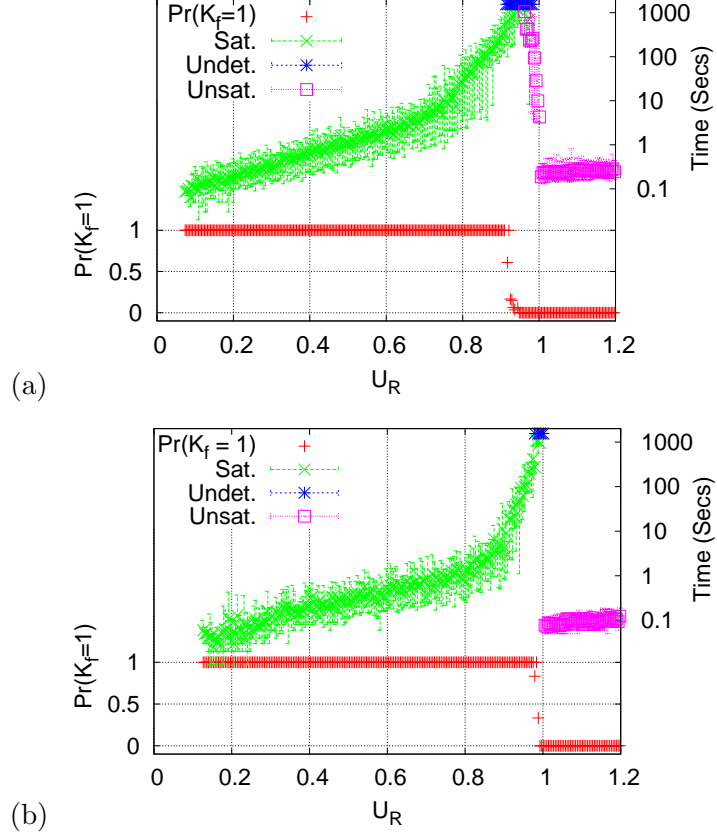 Pr(K_f=1)
Sat.
Undet.
Unsat.
1000
100
10
1
0.1
Time (Secs)
Pr(K_f=1)
1
0.5
0
0 0.2 0.4 0.6 0.8 1 1.2
U_R
(a)
Pr(K_f = 1)
Sat.
Undet.
Unsat.
1000
100
10
1
0.1
Time (Secs)
Pr(K_f=1)
1
0.5
0
0 0.2 0.4 0.6 0.8 1 1.2
U_R
(b)